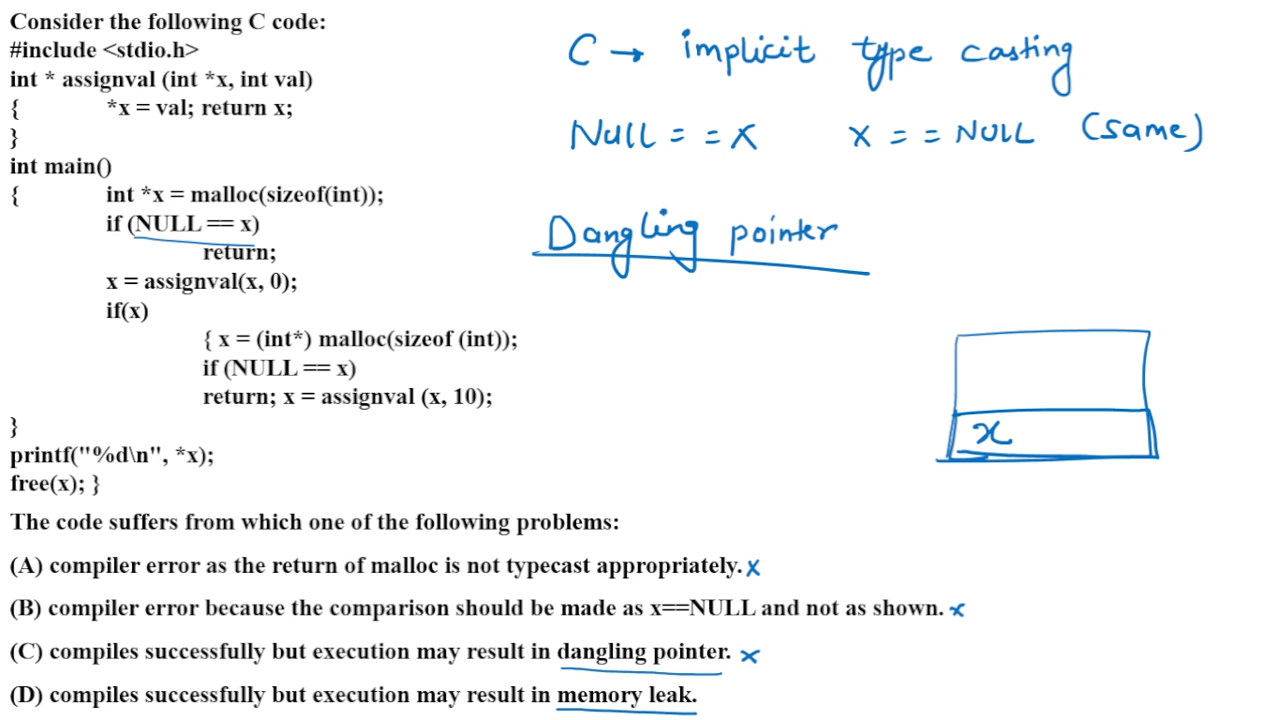 Consider the following C code:
#include <stdio.h>
int * assignval (int *x, int val)
{ *x = val; return x;
}
int main()
{ int *x = malloc(sizeof(int));
if (NULL == x)
return;
x = assignval(x, 0);
if(x)
{ x = (int*) malloc(sizeof (int));
if (NULL == x)
return; x = assignval (x, 10);
}
printf("%d\n", *x);
free(x); }
The code suffers from which one of the following problems:
(A) compiler error as the return of malloc is not typecast appropriately. x
(B) compiler error because the comparison should be made as x==NULL and not as shown. x
(C) compiles successfully but execution may result in dangling pointer. x
(D) compiles successfully but execution may result in memory leak.
C → implicit type casting
NULL = = x x = = NULL (same)
Dangling pointer
x